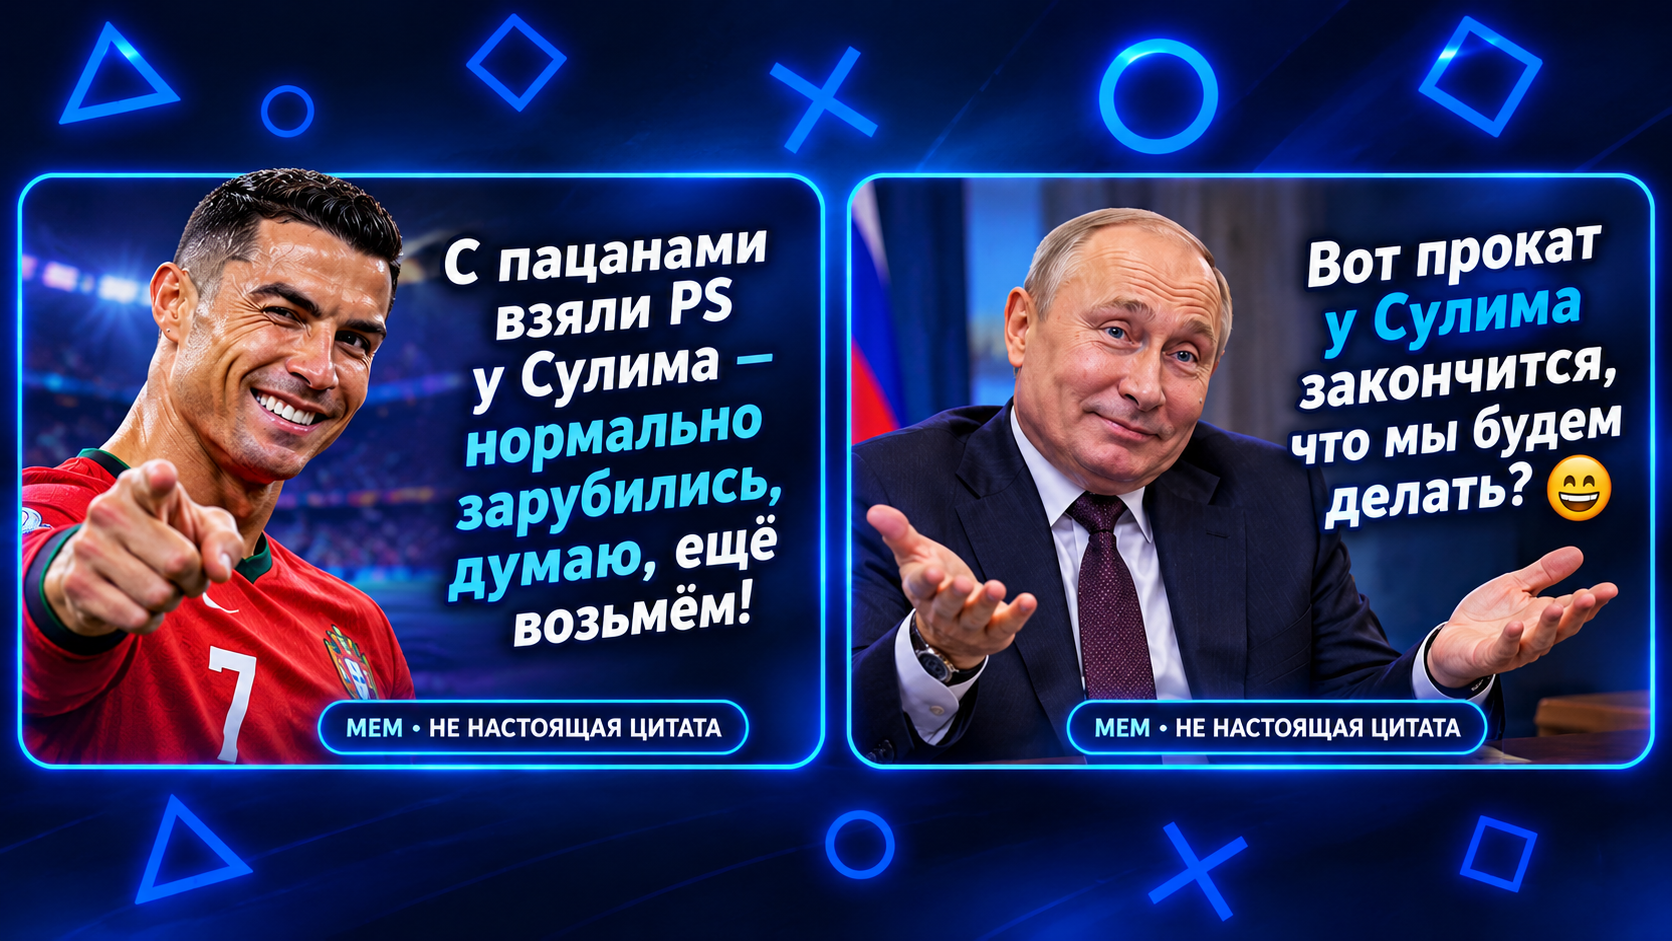 С пацанами
взяли PS
у Сулима –
нормально
зарубились,
думаю, ещё
возьмём!
7
МЕМ • НЕ НАСТОЯЩАЯ ЦИТАТА
Вот прокат
у Сулима
закончится,
что мы будем
делать? 😄
МЕМ • НЕ НАСТОЯЩАЯ ЦИТАТА